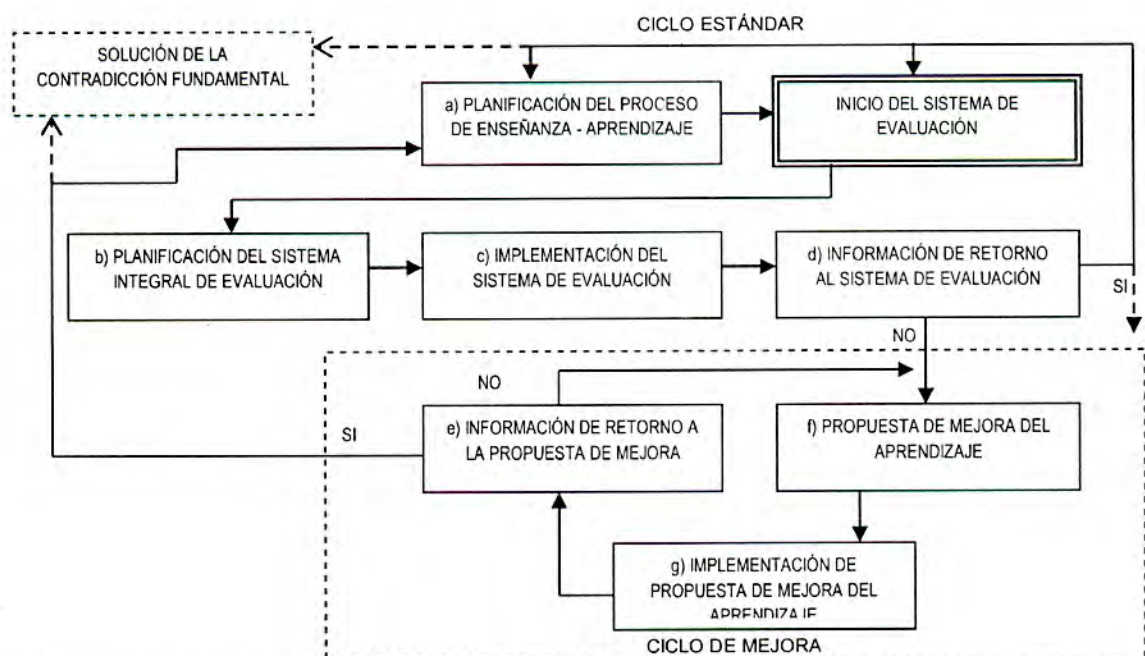 CICLO ESTÁNDAR
SOLUCIÓN DE LA
CONTRADICCIÓN FUNDAMENTAL
a) PLANIFICACIÓN DEL PROCESO
DE ENSEÑANZA - APRENDIZAJE
INICIO DEL SISTEMA DE
EVALUACIÓN
b) PLANIFICACIÓN DEL SISTEMA
INTEGRAL DE EVALUACIÓN
c) IMPLEMENTACIÓN DEL
SISTEMA DE EVALUACIÓN
d) INFORMACIÓN DE RETORNO
AL SISTEMA DE EVALUACIÓN
SI
NO
NO
SI
e) INFORMACIÓN DE RETORNO A
LA PROPUESTA DE MEJORA
f) PROPUESTA DE MEJORA DEL
APRENDIZAJE
g) IMPLEMENTACIÓN DE
PROPUESTA DE MEJORA DEL
APRENDIZAJE
CICLO DE MEJORA